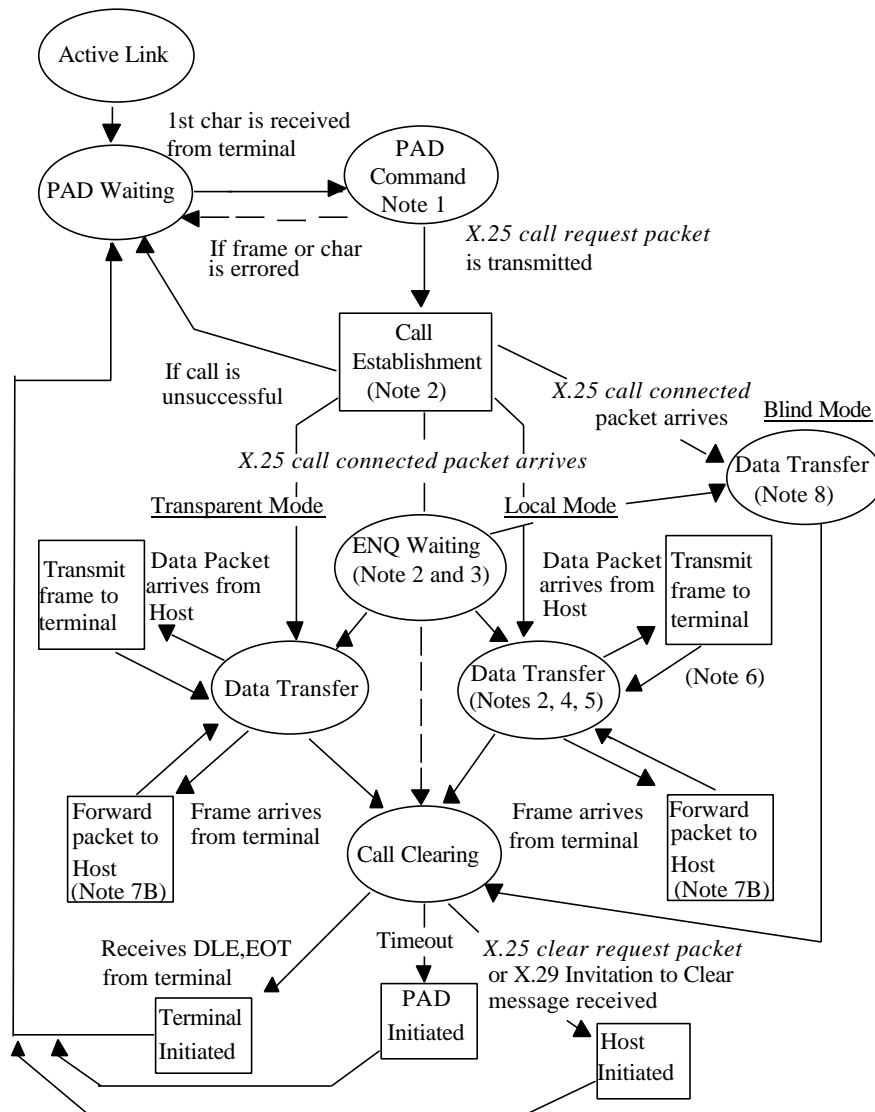 Active Link
1st char is received
from terminal
PAD Waiting
PAD
Command
Note 1
If frame or char
is errored
X.25 call request packet
is transmitted
Call
Establishment
(Note 2)
If call is
unsuccessful
X.25 call connected
packet arrives
Blind Mode
Data Transfer
(Note 8)
X.25 call connected packet arrives
Transparent Mode
Local Mode
ENQ Waiting
(Note 2 and 3)
Transmit
frame to
terminal
Data Packet
arrives from
Host
Data Packet
arrives from
Host
Transmit
frame to
terminal
(Note 6)
Data Transfer
Data Transfer
(Notes 2, 4, 5)
Forward
packet to
Host
(Note 7B)
Frame arrives
from terminal
Frame arrives
from terminal
Forward
packet to
Host
(Note 7B)
Call Clearing
Receives DLE,EOT
from terminal
Timeout
X.25 clear request packet
or X.29 Invitation to Clear
message received
Terminal
Initiated
PAD
Initiated
Host
Initiated